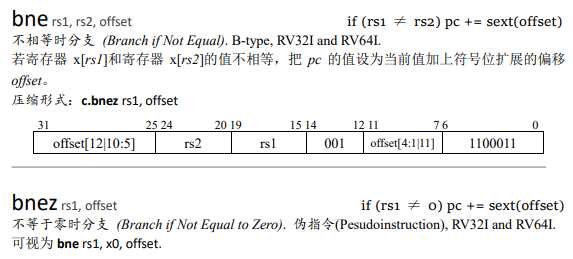 bne rs1, rs2, offset if (rs1 ≠ rs2) pc += sext(offset)
不相等时分支 (Branch if Not Equal). B-type, RV32I and RV64I.
若寄存器 x[rs1]和寄存器 x[rs2]的值不相等，把 pc 的值设为当前值加上符号位扩展的偏移
offset。
压缩形式：c.bnez rs1, offset
31 25 24 20 19 15 14 12 11 7 6 0
offset[12|10:5] rs2 rs1 001 offset[4:1|11] 1100011
bnez rs1, offset if (rs1 ≠ 0) pc += sext(offset)
不等于零时分支 (Branch if Not Equal to Zero). 伪指令(Pesudoinstruction), RV32I and RV64I.
可视为 bne rs1, x0, offset.